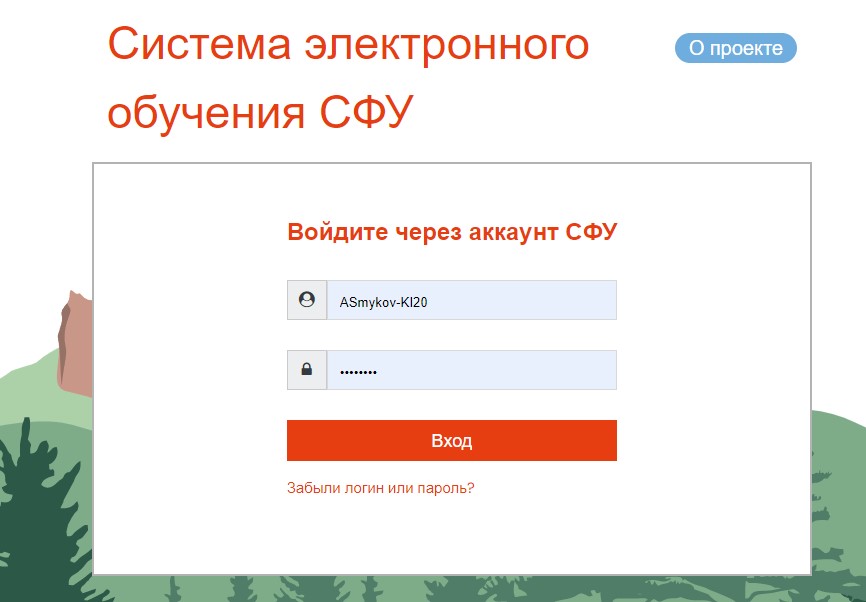 Система электронного
обучения СФУ
О проекте
Войдите через аккаунт СФУ
ASmykov-KI20
••••••••
Вход
Забыли логин или пароль?